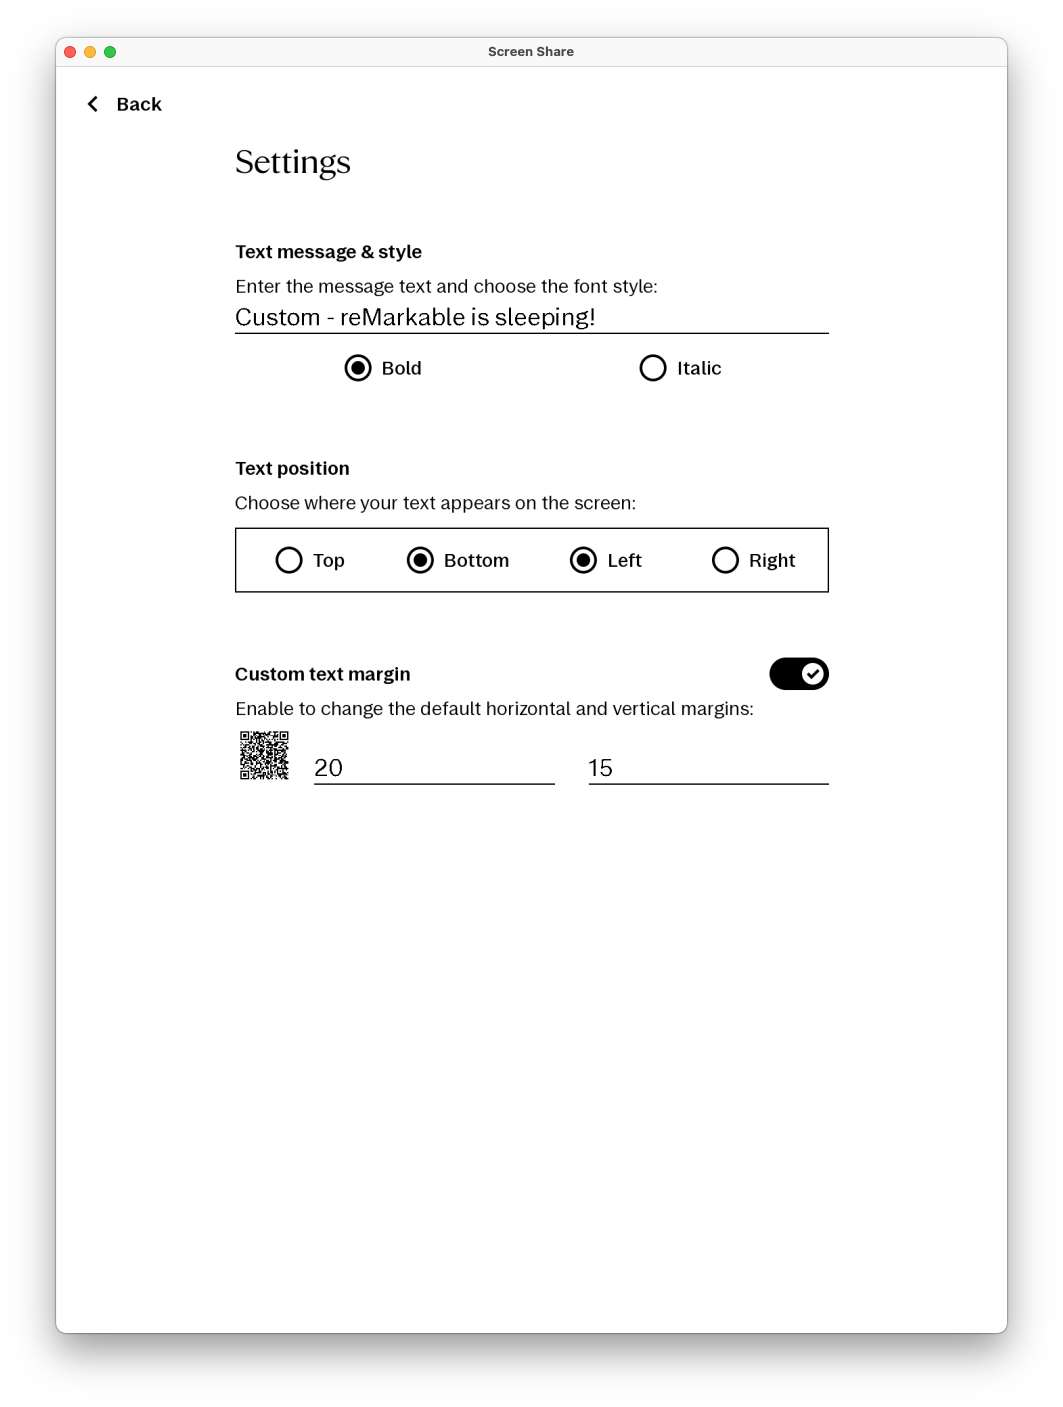 Screen Share
Back
Settings
Text message & style
Enter the message text and choose the font style:
Custom - reMarkable is sleeping!
Bold Italic
Text position
Choose where your text appears on the screen:
Top Bottom Left Right
Custom text margin
Enable to change the default horizontal and vertical margins:
20 15